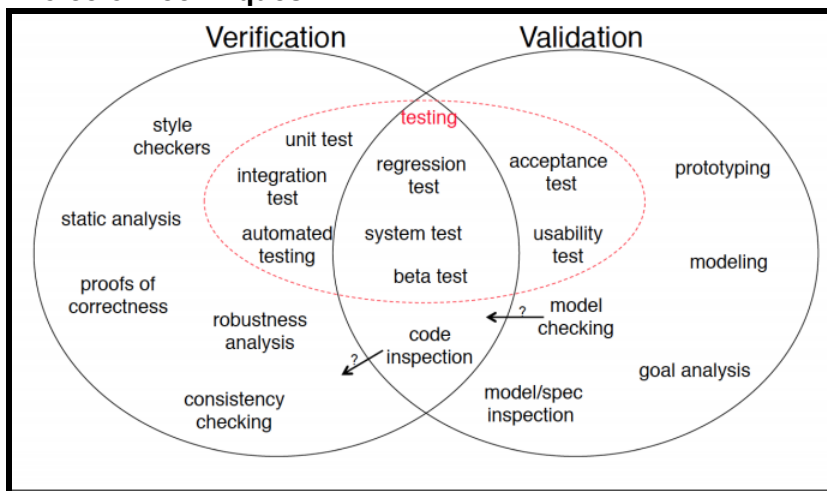 Verification
Validation
testing
style
checkers
unit test
regression
test
acceptance
test
prototyping
integration
test
static analysis
automated
testing
system test
usability
test
beta test
modeling
proofs of
correctness
robustness
analysis
?
model
checking
code
inspection
?
goal analysis
consistency
checking
model/spec
inspection